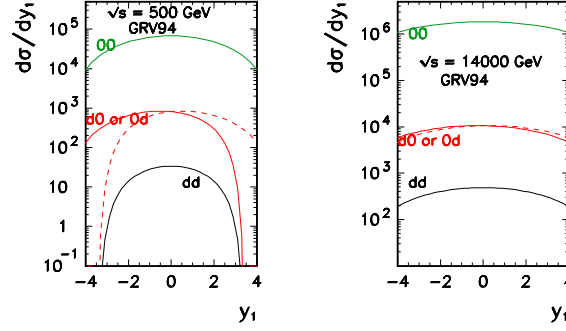 dσ/dy₁
√s = 500 GeV
GRV94
00
d0 or 0d
dd
10⁵
10⁴
10³
10²
10
1
10⁻¹
−4 −2 0 2 4
y₁
dσ/dy₁
00
√s = 14000 GeV
GRV94
d0 or 0d
dd
10⁶
10⁵
10⁴
10³
10²
−4 −2 0 2 4
y₁